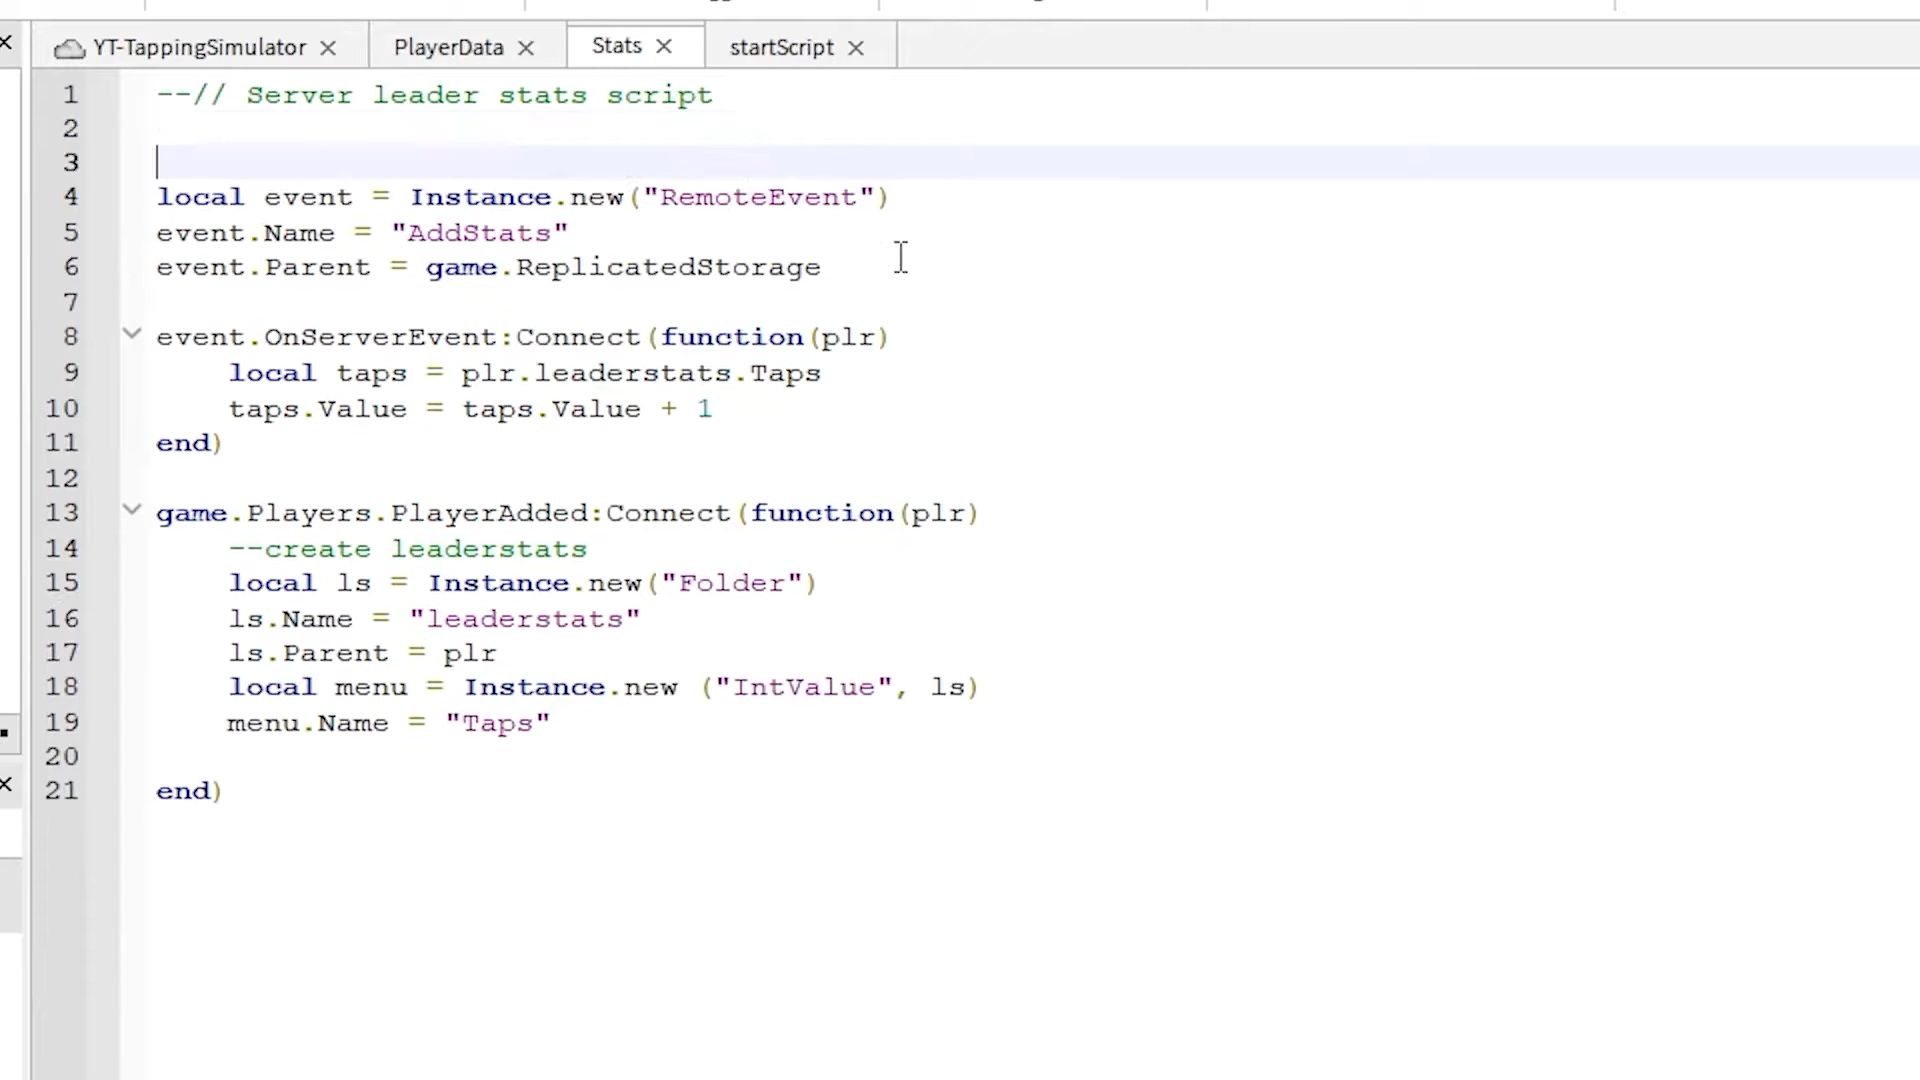 YT-TappingSimulator PlayerData Stats startScript
1 --// Server leader stats script
2
3
4 local event = Instance.new("RemoteEvent")
5 event.Name = "AddStats"
6 event.Parent = game.ReplicatedStorage
7
8 event.OnServerEvent:Connect(function(plr)
9 local taps = plr.leaderstats.Taps
10 taps.Value = taps.Value + 1
11 end)
12
13 game.Players.PlayerAdded:Connect(function(plr)
14 --create leaderstats
15 local ls = Instance.new("Folder")
16 ls.Name = "leaderstats"
17 ls.Parent = plr
18 local menu = Instance.new ("IntValue", ls)
19 menu.Name = "Taps"
20
21 end)